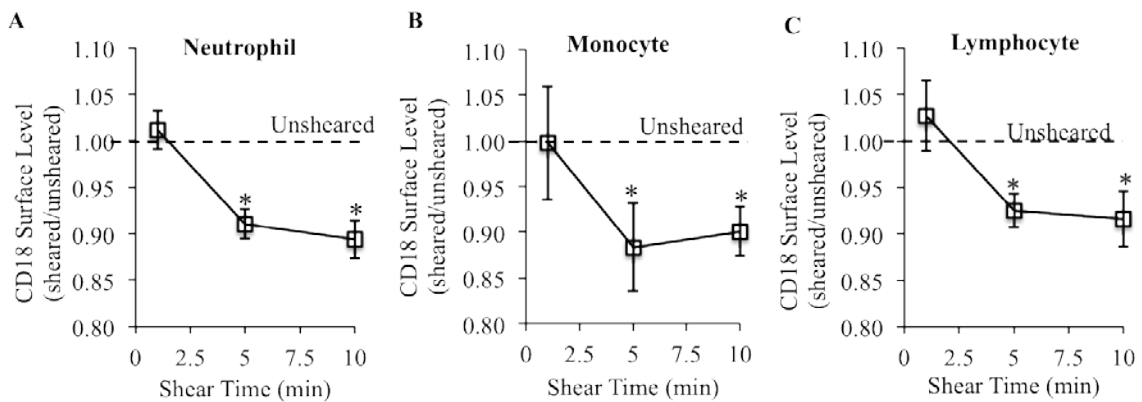 A
Neutrophil
1.10
1.05
1.00
0.95
0.90
0.85
0.80
Unsheared
*
*
0
2.5
5
7.5
10
Shear Time (min)
CD18 Surface Level
(sheared/unsheared)
B
Monocyte
1.10
1.05
1.00
0.95
0.90
0.85
0.80
Unsheared
*
*
0
2.5
5
7.5
10
Shear Time (min)
CD18 Surface Level
(sheared/unsheared)
C
Lymphocyte
1.10
1.05
1.00
0.95
0.90
0.85
0.80
Unsheared
*
*
0
2.5
5
7.5
10
Shear Time (min)
CD18 Surface Level
(sheared/unsheared)